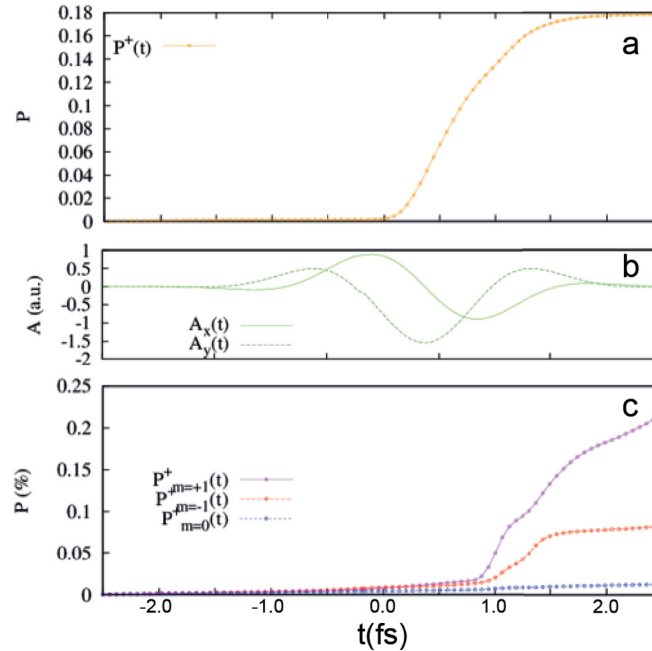 0.18
0.16
0.14
0.12
0.1
0.08
0.06
0.04
0.02
0
P
P⁺(t)
a
1
0.5
0
-0.5
-1
-1.5
-2
A (a.u.)
Aₓ(t)
A_y(t)
b
0.25
0.2
0.15
0.1
0.05
0
P (%)
P⁺ₘ₌₊₁(t)
P⁺ₘ₌₋₁(t)
P⁺ₘ₌₀(t)
c
-2.0 -1.0 0.0 1.0 2.0
t(fs)